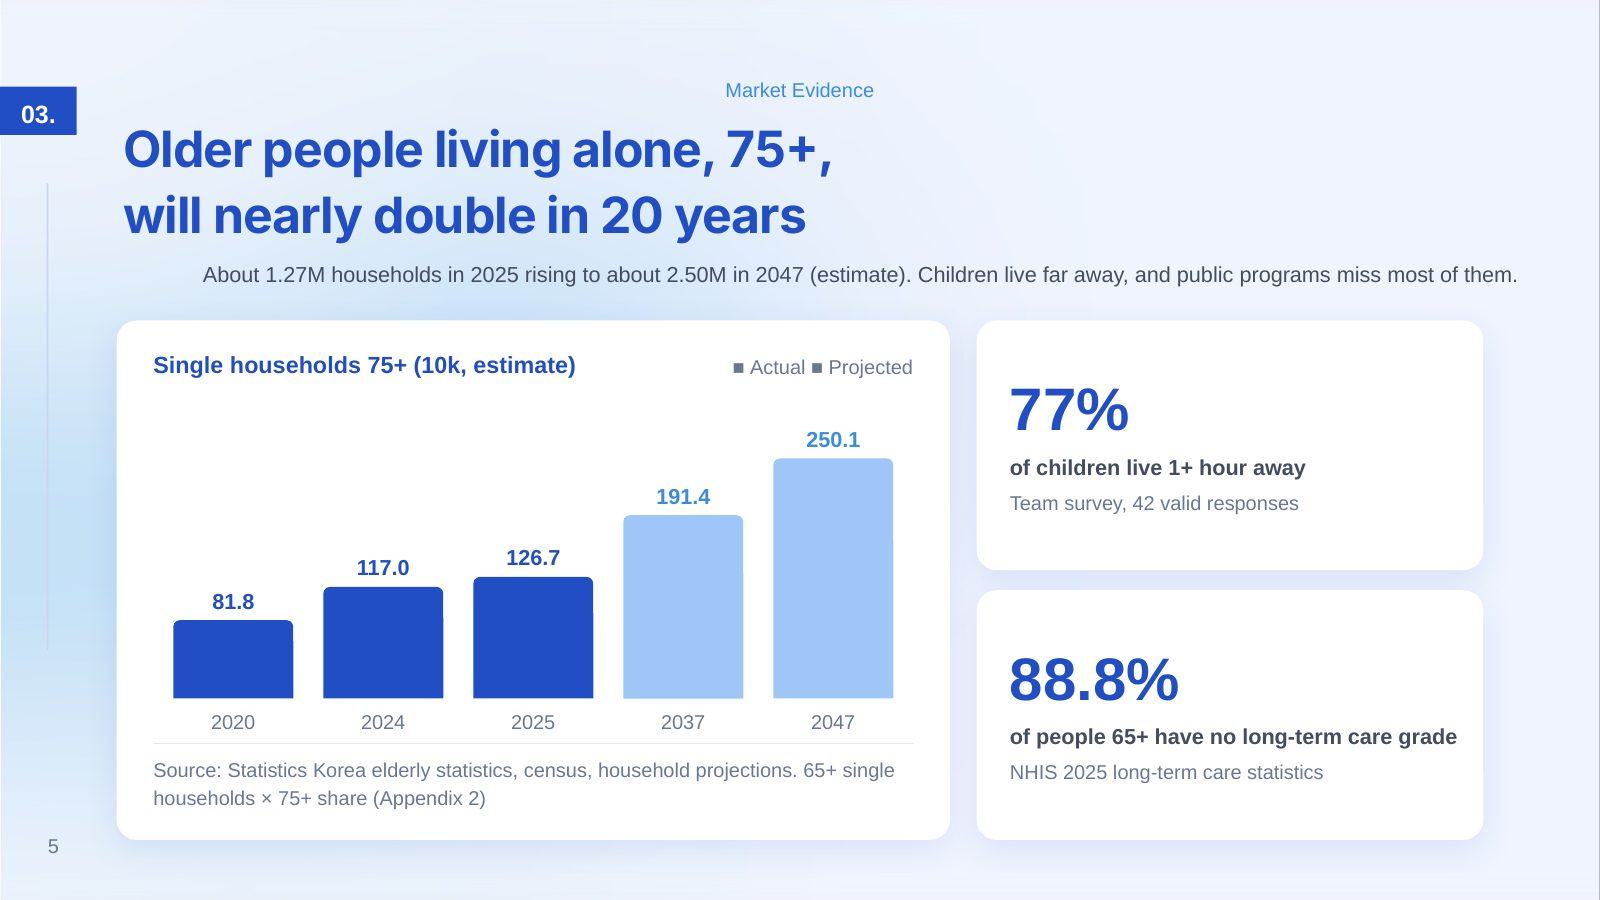 Market Evidence
03.
Older people living alone, 75+,
will nearly double in 20 years
About 1.27M households in 2025 rising to about 2.50M in 2047 (estimate). Children live far away, and public programs miss most of them.
Single households 75+ (10k, estimate)
■ Actual ■ Projected
250.1
191.4
126.7
117.0
81.8
2020 2024 2025 2037 2047
Source: Statistics Korea elderly statistics, census, household projections. 65+ single
households × 75+ share (Appendix 2)
77%
of children live 1+ hour away
Team survey, 42 valid responses
88.8%
of people 65+ have no long-term care grade
NHIS 2025 long-term care statistics
5